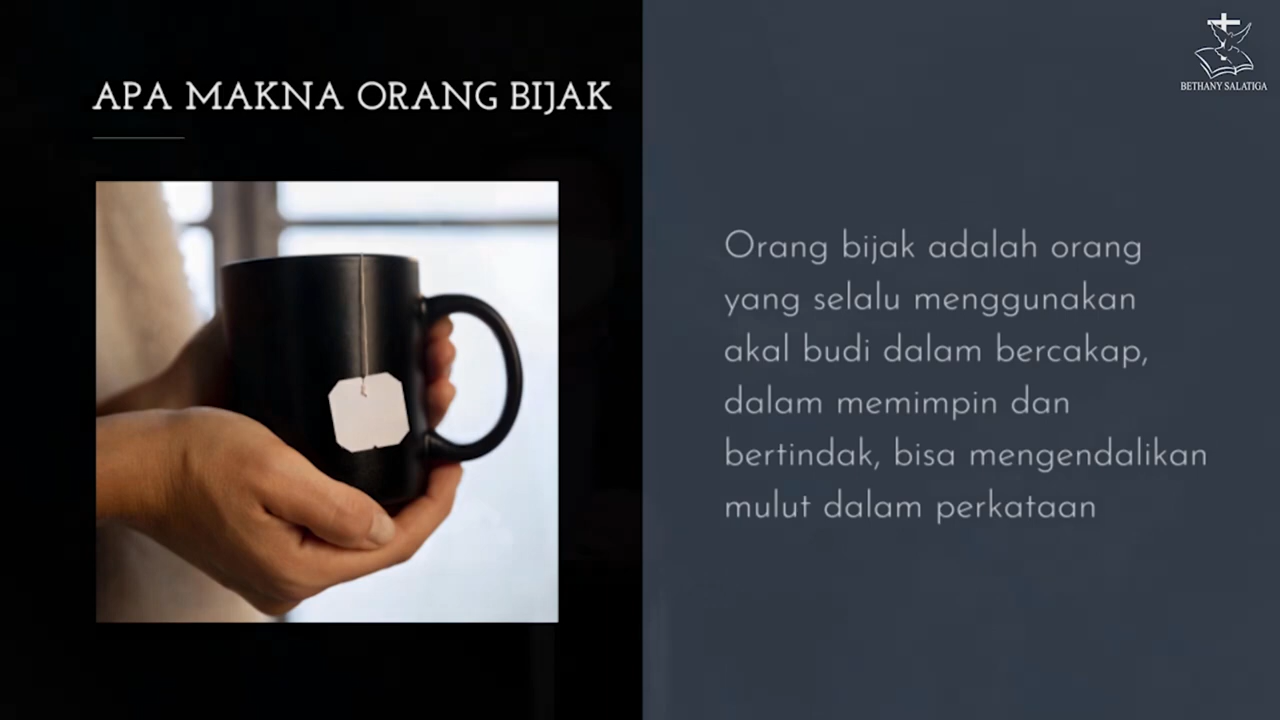 APA MAKNA ORANG BIJAK
BETHANY SALATIGA
Orang bijak adalah orang
yang selalu menggunakan
akal budi dalam bercakap,
dalam memimpin dan
bertindak, bisa mengendalikan
mulut dalam perkataan